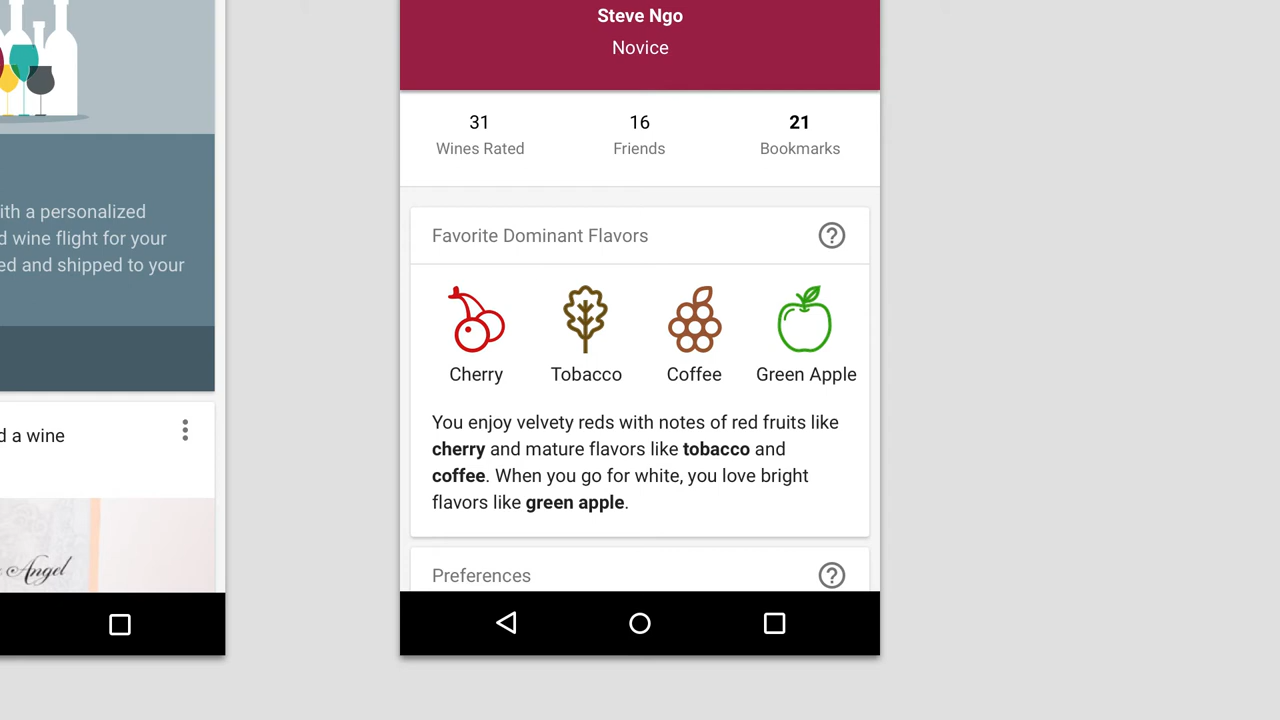 Steve Ngo
Novice
31
Wines Rated
16
Friends
21
Bookmarks
ith a personalized
d wine flight for your
ed and shipped to your
Favorite Dominant Flavors
Cherry
Tobacco
Coffee
Green Apple
You enjoy velvety reds with notes of red fruits like
cherry and mature flavors like tobacco and
coffee. When you go for white, you love bright
flavors like green apple.
d a wine
Angel
Preferences